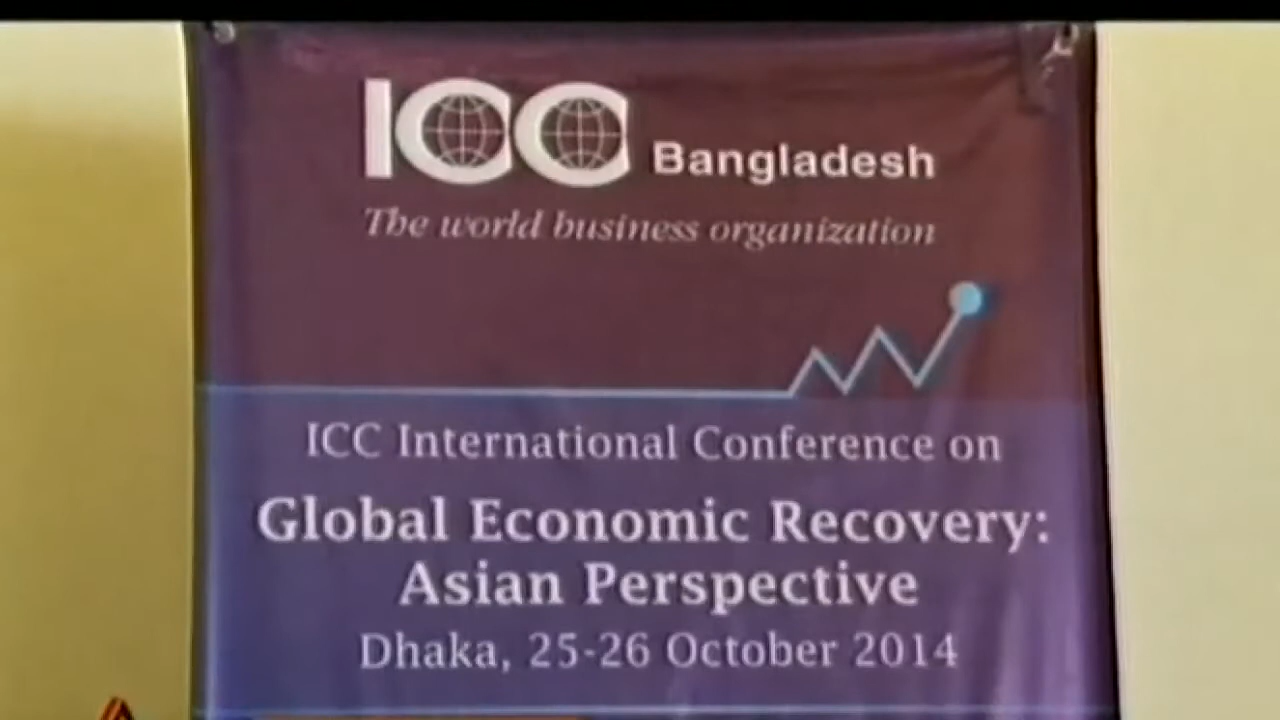 ICC Bangladesh
The world business organization
ICC International Conference on
Global Economic Recovery:
Asian Perspective
Dhaka, 25-26 October 2014